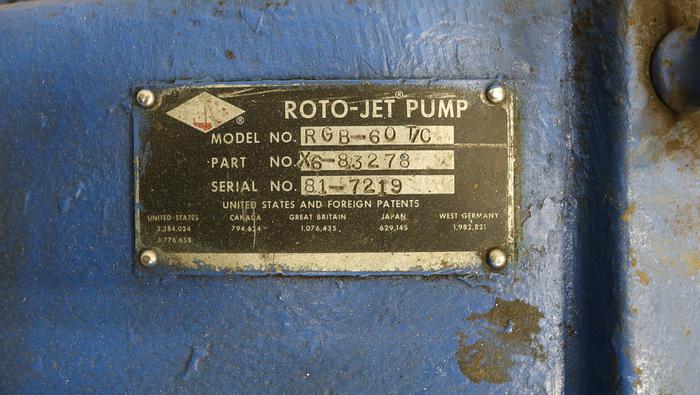 ROTO-JET® PUMP
®
MODEL NO. RGB-60 TC
PART NO. X6-83278
SERIAL NO. 81-7219
UNITED STATES AND FOREIGN PATENTS
UNITED STATES CANADA GREAT BRITAIN JAPAN WEST GERMANY
3,384,024 794,624 1,076,435 629,145 1,982,821
3,776,658